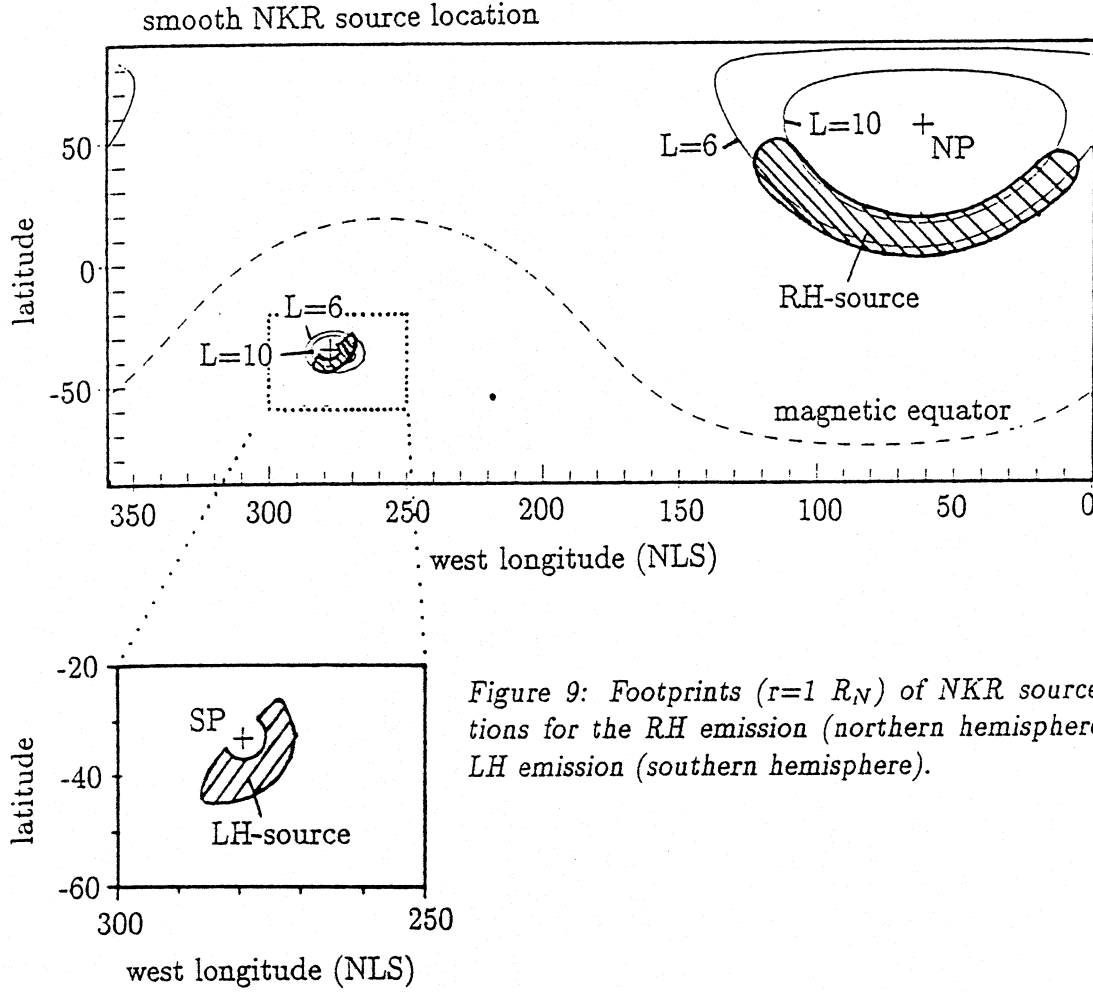 smooth NKR source location
L=6
L=10
NP
50
latitude
0
RH-source
L=6
L=10
-50
magnetic equator
350
300
250
200
150
100
50
0
west longitude (NLS)
-20
SP
latitude
-40
LH-source
-60
300
250
west longitude (NLS)
Figure 9: Footprints (r=1 R_N) of NKR source
tions for the RH emission (northern hemisphere
LH emission (southern hemisphere).